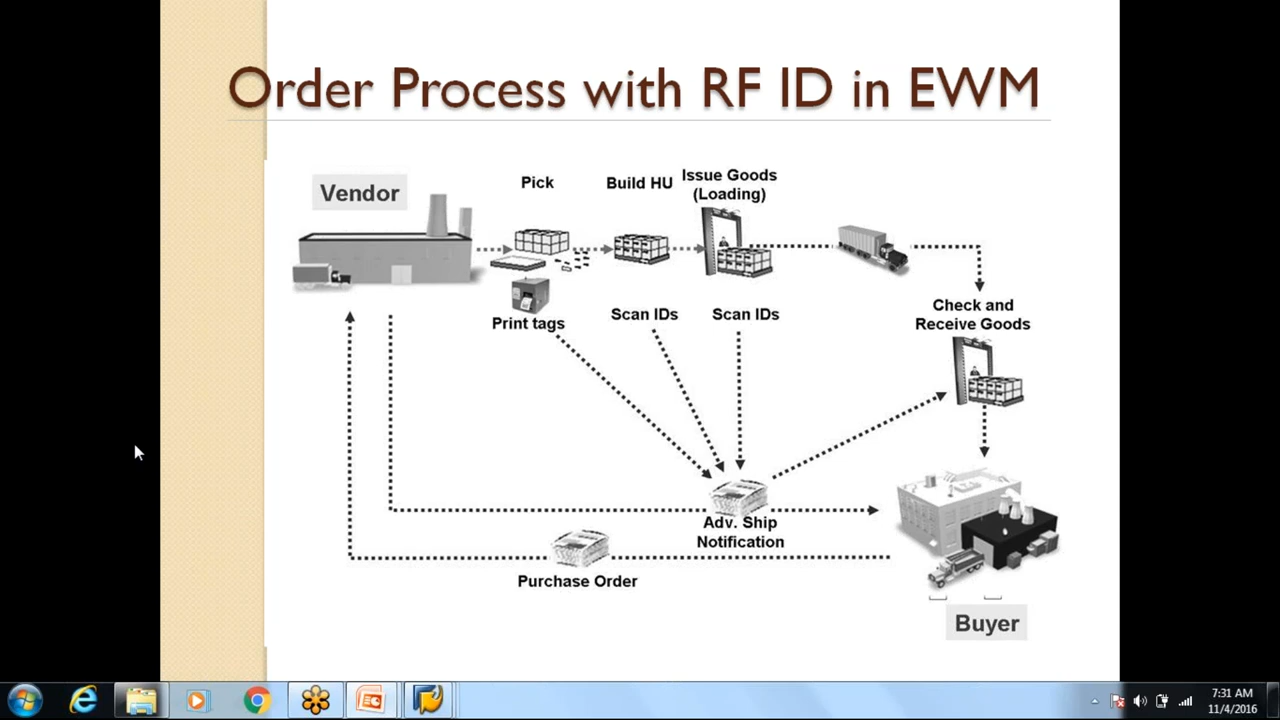 Order Process with RF ID in EWM
Vendor
Pick
Build HU
Issue Goods
(Loading)
Print tags
Scan IDs
Scan IDs
Check and
Receive Goods
Adv. Ship
Notification
Purchase Order
Buyer
7:31 AM
11/4/2016